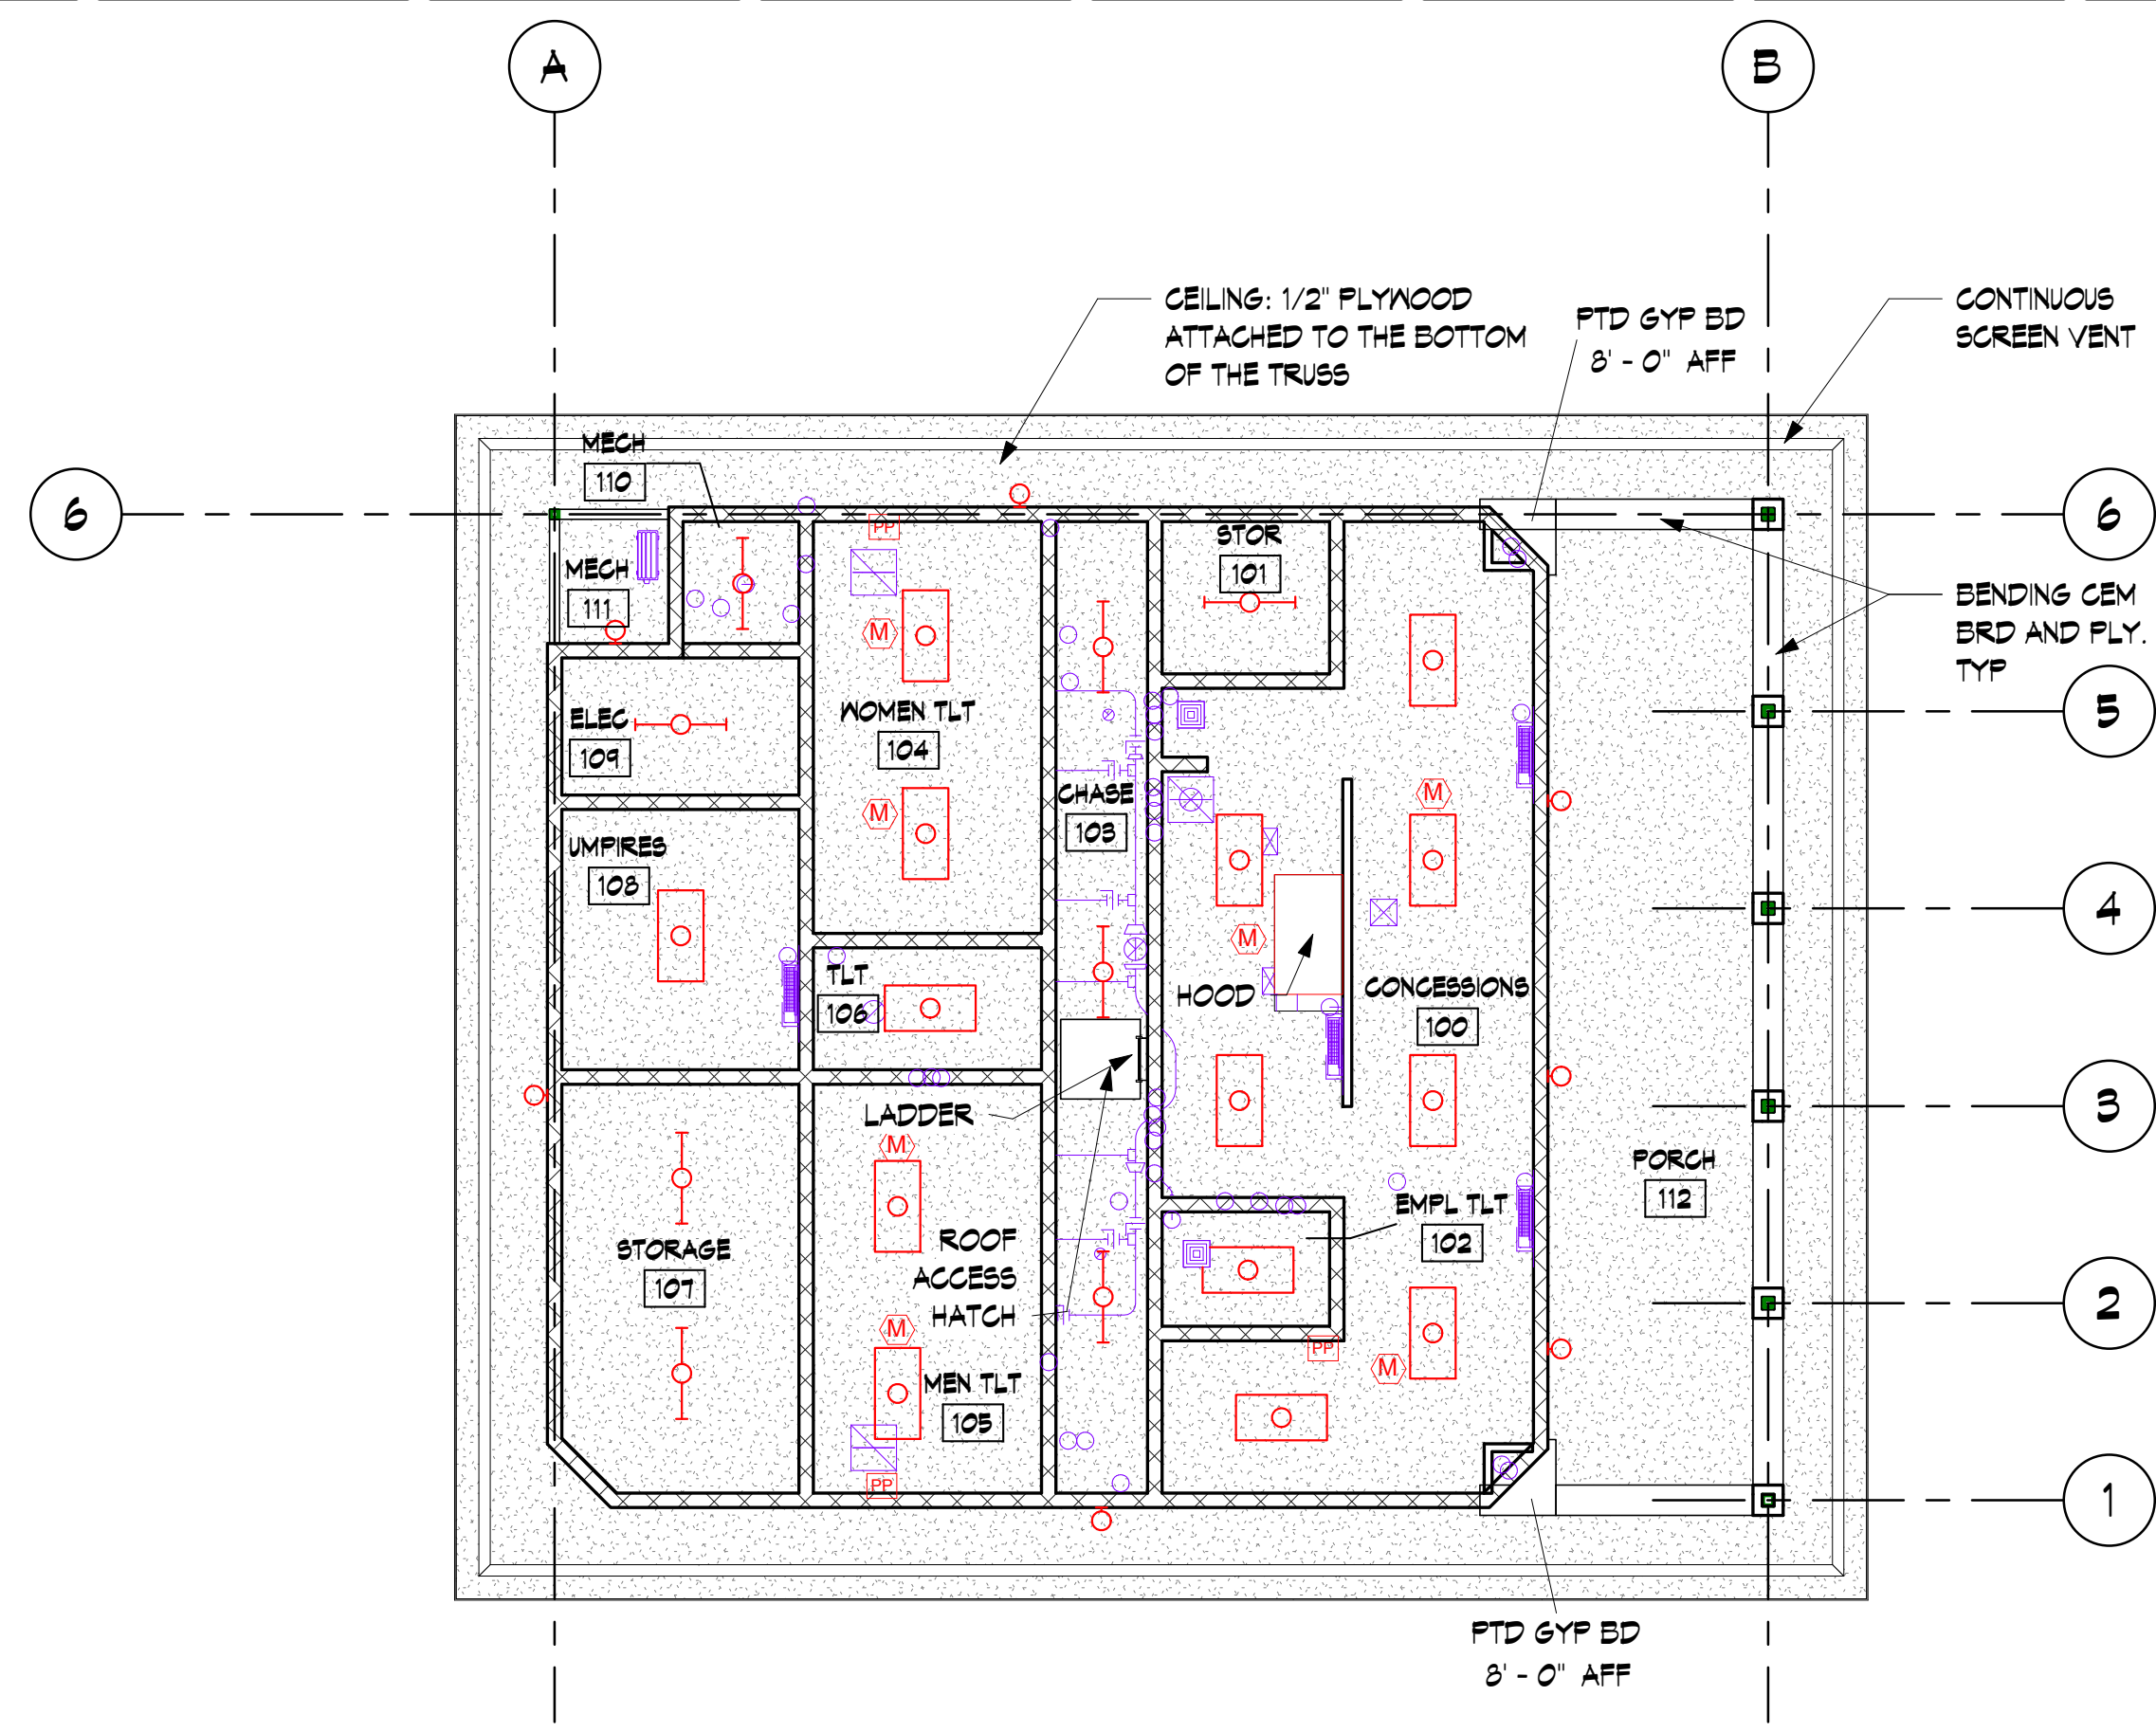 A
B
CEILING: 1/2" PLYWOOD
ATTACHED TO THE BOTTOM
OF THE TRUSS
PTD GYP BD
8' - 0" AFF
CONTINUOUS
SCREEN VENT
MECH
110
6
6
PP
STOR
101
MECH
111
M
BENDING CEM
BRD AND PLY.
TYP
ELEC
109
WOMEN TLT
104
5
CHASE
103
M
M
UMPIRES
108
4
M
TLT
106
HOOD
CONCESSIONS
100
LADDER
3
M
PORCH
112
EMPL TLT
102
STORAGE
107
ROOF
ACCESS
HATCH
2
M
PP
M
MEN TLT
105
PP
1
PTD GYP BD
8' - 0" AFF